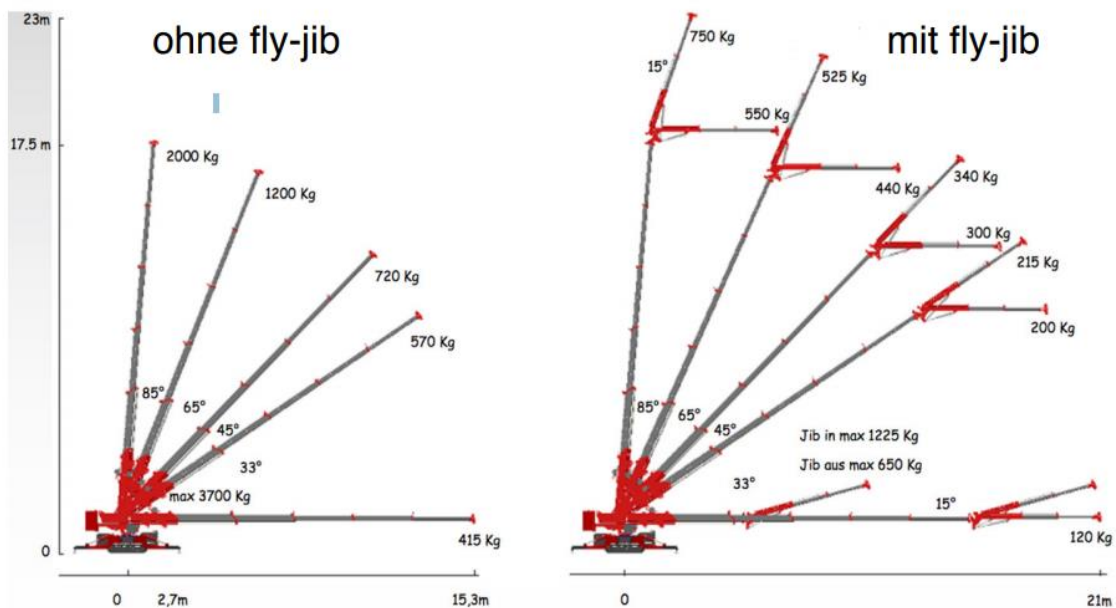 23m
ohne fly-jib
2000 Kg
17.5 m
1200 Kg
720 Kg
570 Kg
85°
65°
45°
33°
max 3700 Kg
0
415 Kg
0
2,7m
15,3m
mit fly-jib
750 Kg
15°
525 Kg
550 Kg
340 Kg
440 Kg
300 Kg
215 Kg
200 Kg
85°
65°
45°
Jib in max 1225 Kg
Jib aus max 650 Kg
33°
15°
120 Kg
0
21m